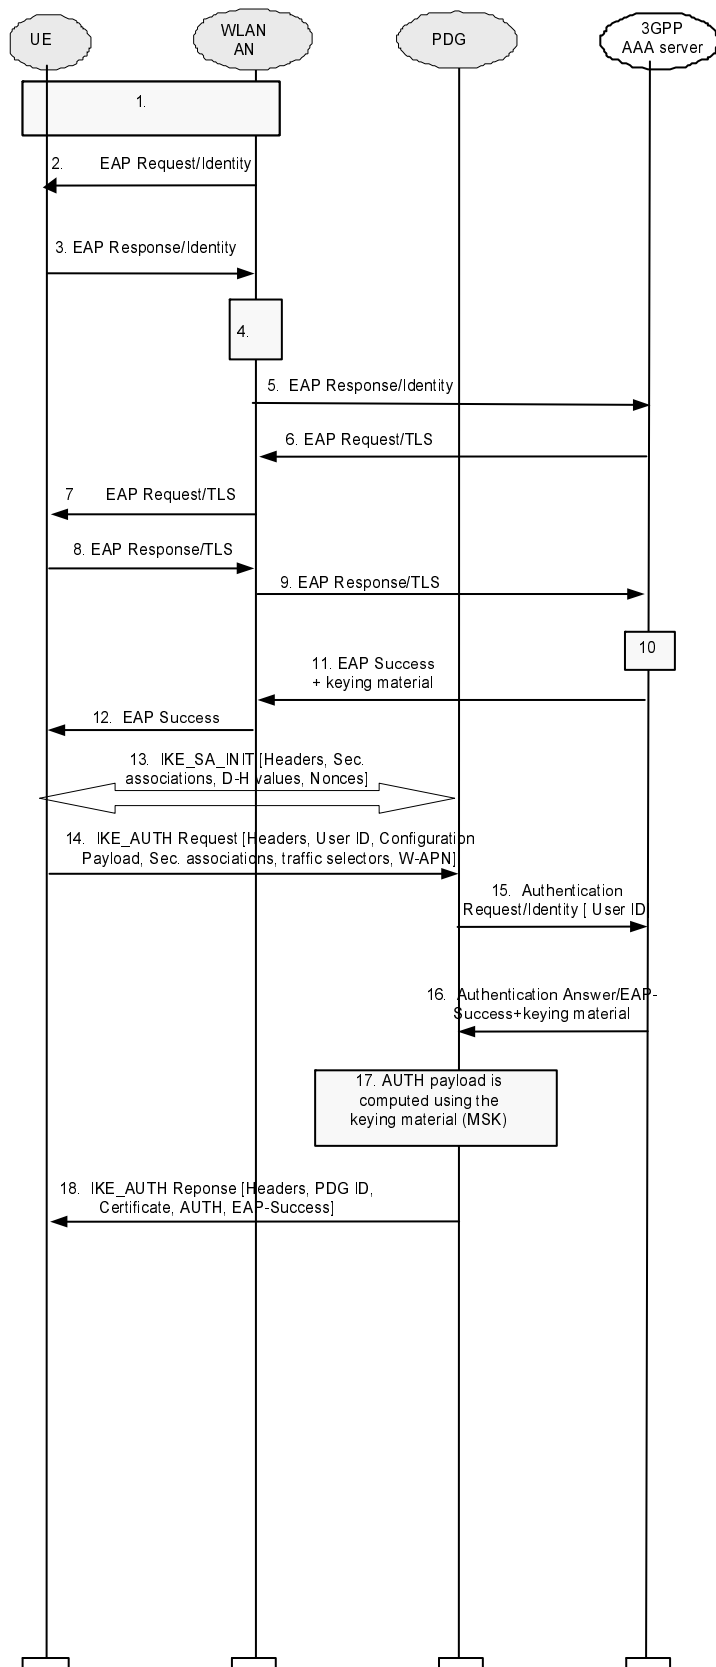 UE
WLAN
AN
PDG
3GPP
AAA server
1.
2. EAP Request/Identity
3. EAP Response/Identity
4.
5. EAP Response/Identity
6. EAP Request/TLS
7 EAP Request/TLS
8. EAP Response/TLS
9. EAP Response/TLS
10
11. EAP Success
+ keying material
12. EAP Success
13. IKE_SA_INIT [Headers, Sec.
associations, D-H values, Nonces]
14. IKE_AUTH Request [Headers, User ID, Configuration
Payload, Sec. associations, traffic selectors, W-APN]
15. Authentication
Request/Identity [ User ID
16. Authentication Answer/EAP-
Success+keying material
17. AUTH payload is
computed using the
keying material (MSK)
18. IKE_AUTH Reponse [Headers, PDG ID,
Certificate, AUTH, EAP-Success]